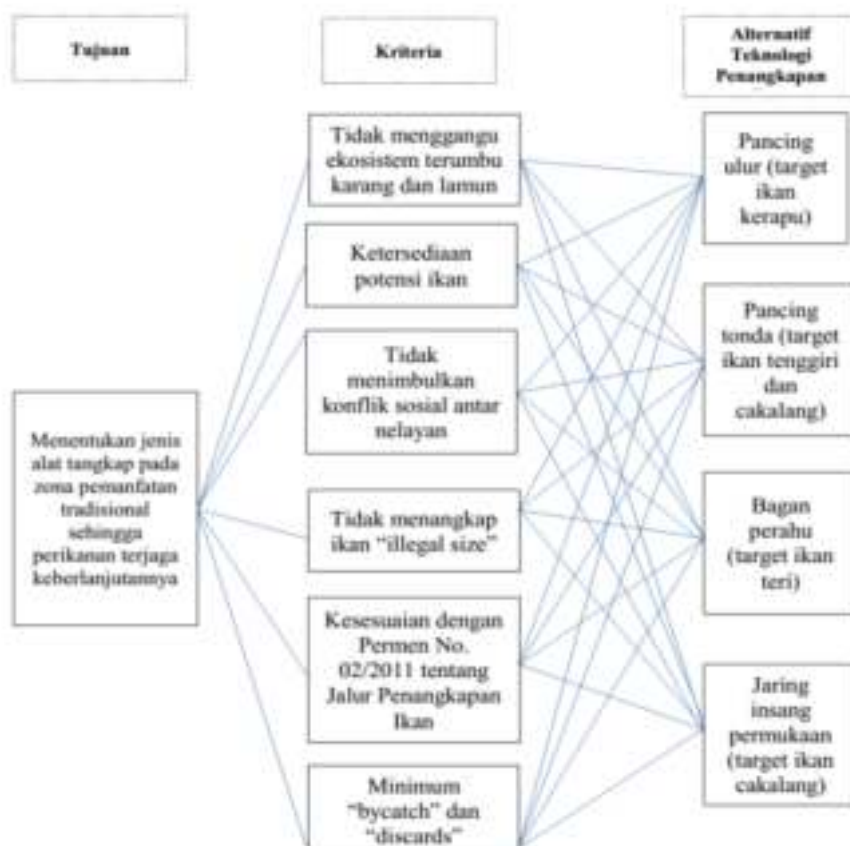 Tujuan
Kriteria
Alternatif
Teknologi
Penangkapan
Menentukan jenis
alat tangkap pada
zona pemanfatan
tradisional
sehingga
perikanan terjaga
keberlanjutannya
Tidak menggangu
ekosistem terumbu
karang dan lamun
Ketersediaan
potensi ikan
Tidak
menimbulkan
konflik sosial antar
nelayan
Tidak menangkap
ikan “illegal size”
Kesesuaian dengan
Permen No.
02/2011 tentang
Jalur Penangkapan
Ikan
Minimum
“bycatch” dan
“discards”
Pancing
ulur (target
ikan
kerapu)
Pancing
tonda (target
ikan tenggiri
dan
cakalang)
Bagan
perahu
(target ikan
teri)
Jaring
insang
permukaan
(target ikan
cakalang)